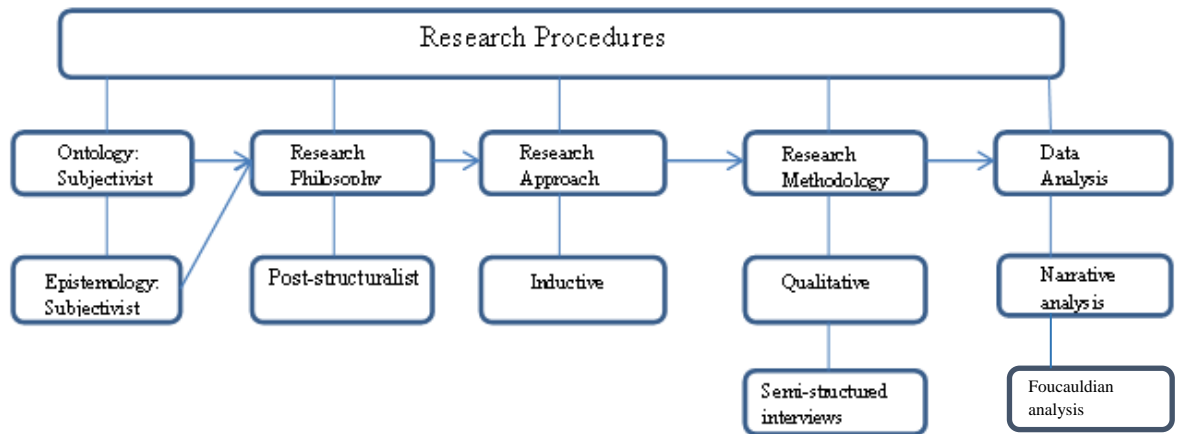 Research Procedures
Ontology:
Subjectivist
Research
Philosophy
Research
Approach
Research
Methodology
Data
Analysis
Epistemology:
Subjectivist
Post-structuralist
Inductive
Qualitative
Narrative
analysis
Semi-structured
interviews
Foucauldian
analysis